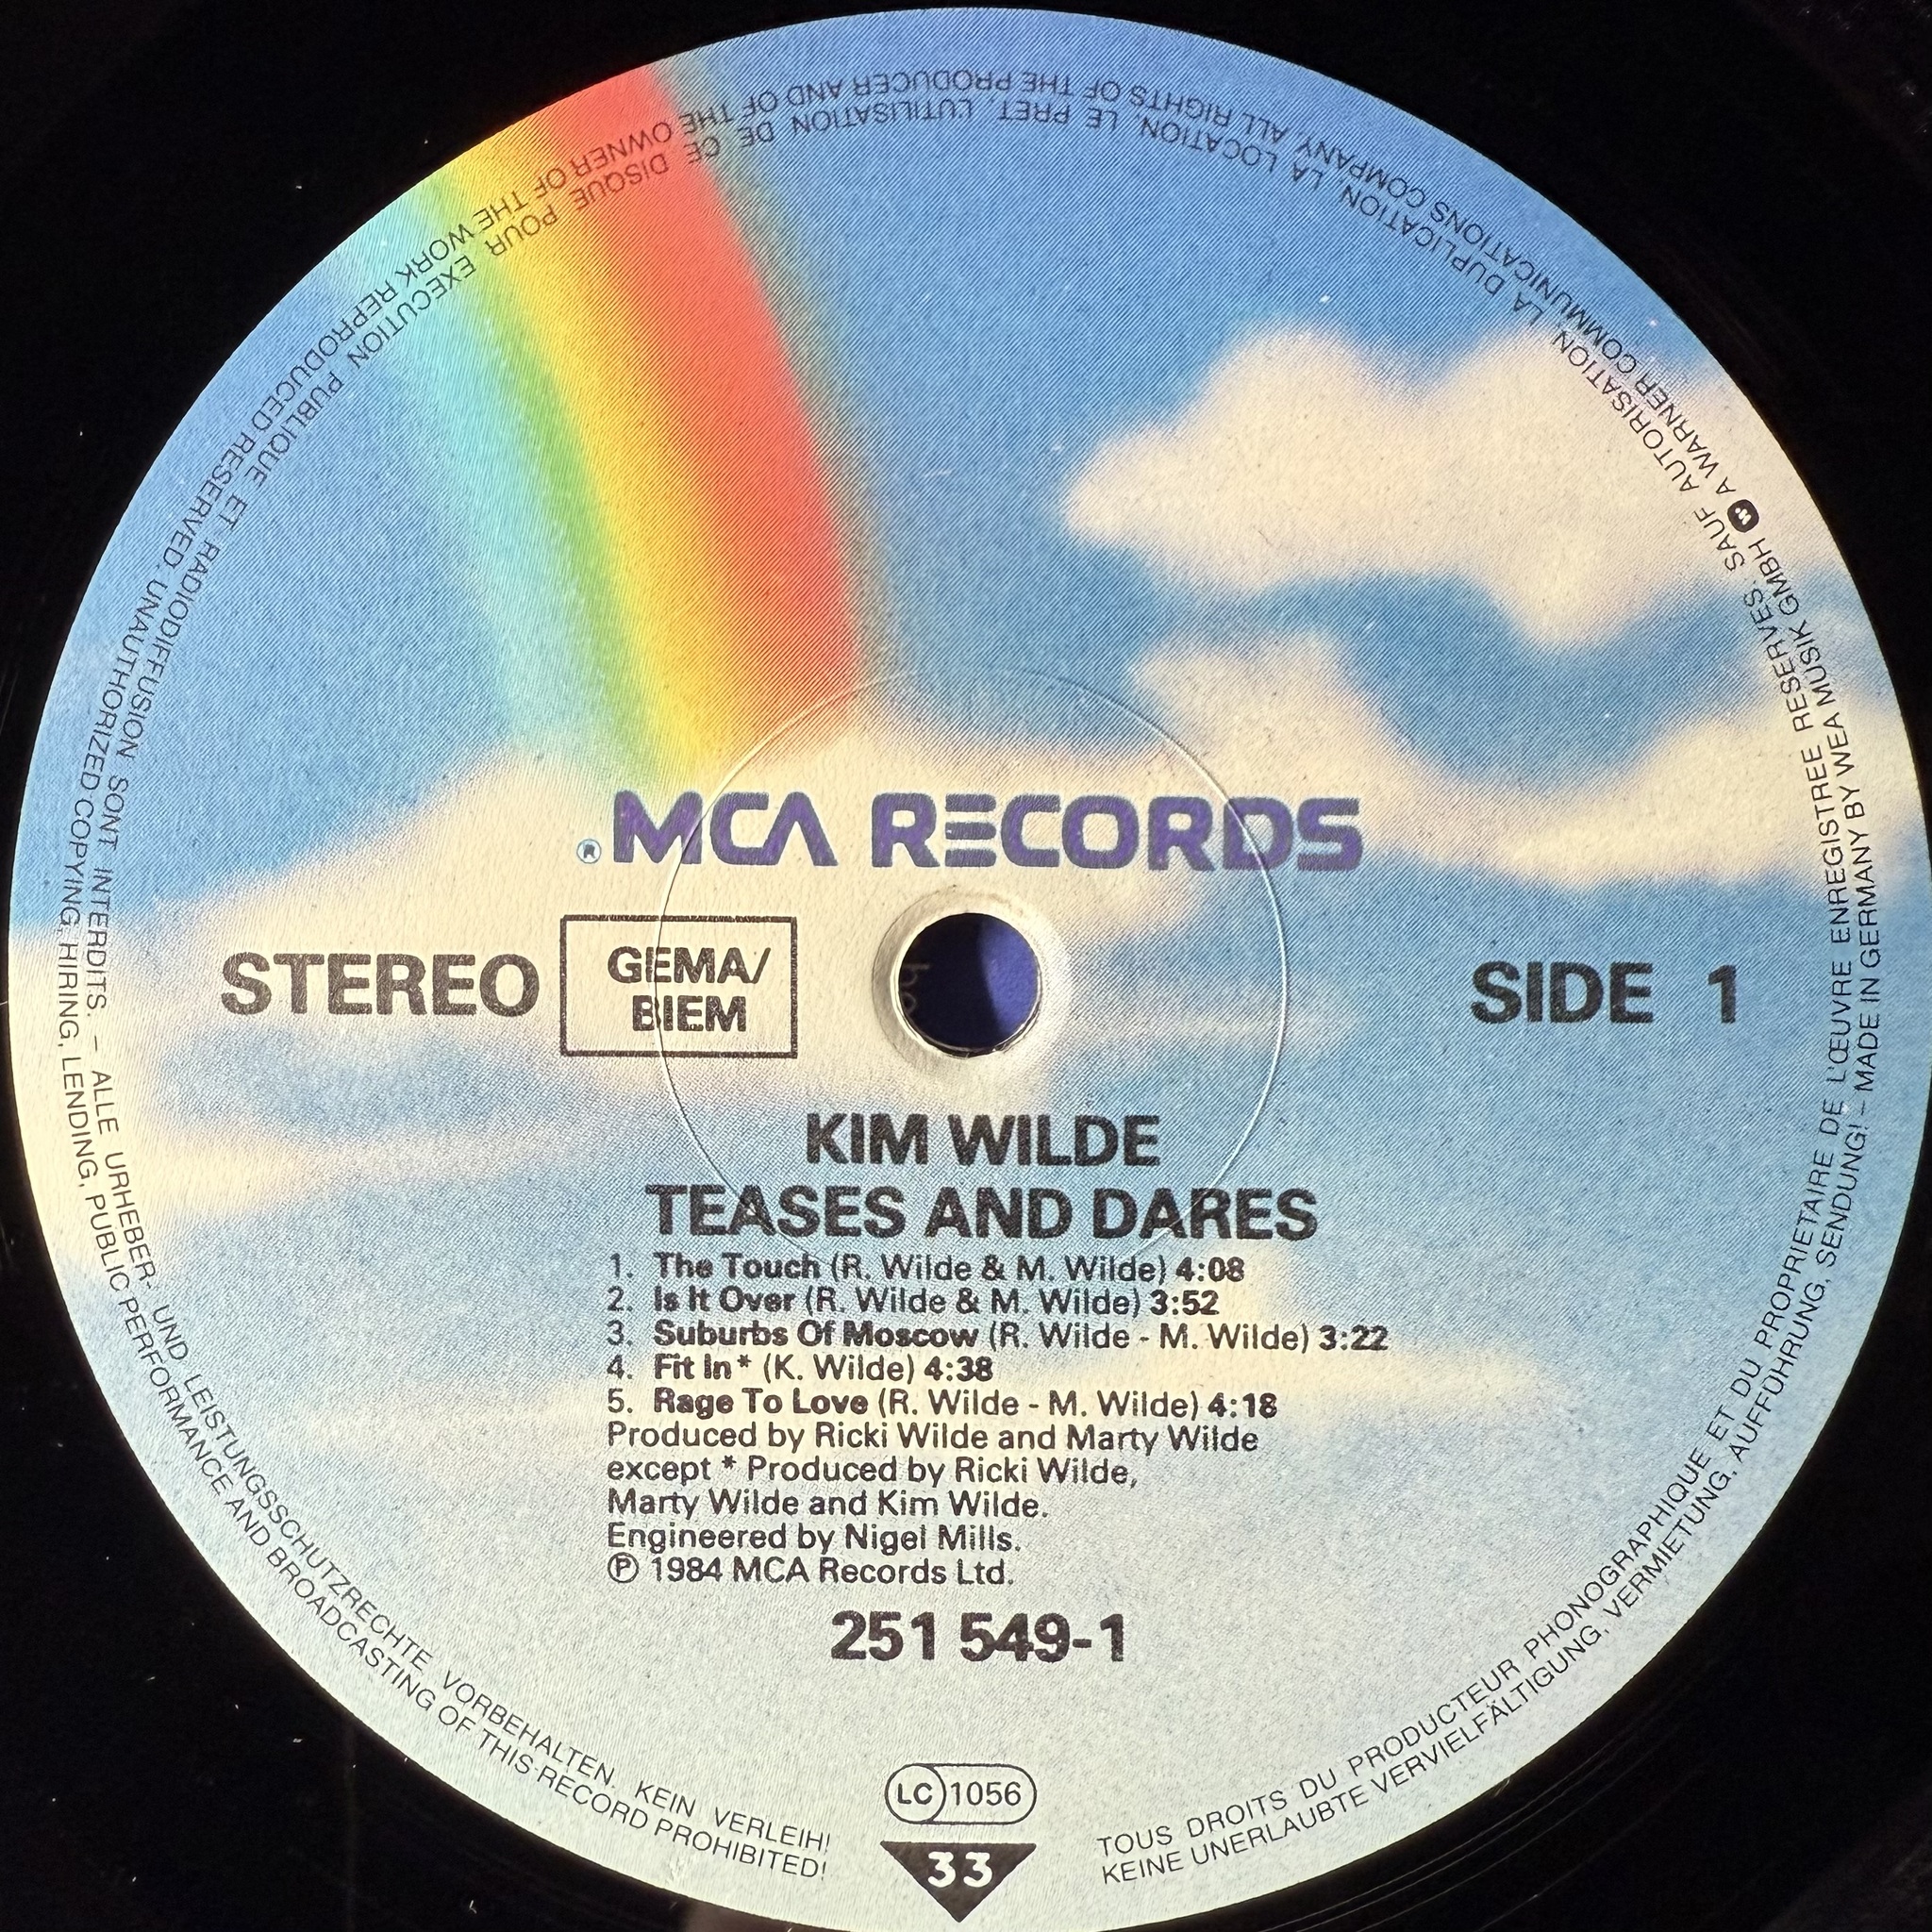 ® MCA RECORDS
STEREO
GEMA/
BIEM
SIDE 1
KIM WILDE
TEASES AND DARES
1. The Touch (R. Wilde & M. Wilde) 4:08
2. Is It Over (R. Wilde & M. Wilde) 3:52
3. Suburbs Of Moscow (R. Wilde - M. Wilde) 3:22
4. Fit In* (K. Wilde) 4:38
5. Rage To Love (R. Wilde - M. Wilde) 4:18
Produced by Ricki Wilde and Marty Wilde
except * Produced by Ricki Wilde,
Marty Wilde and Kim Wilde.
Engineered by Nigel Mills.
℗ 1984 MCA Records Ltd.
251 549-1
LC 1056
33
TOUS DROITS DU PRODUCTEUR PHONOGRAPHIQUE ET DU PROPRIETAIRE DE L'ŒUVRE ENREGISTREE RESERVES. SAUF AUTORISATION LA DUPLICATION, LA LOCATION, LE PRET, L'UTILISATION DE CE DISQUE POUR EXECUTION PUBLIQUE ET RADIODIFFUSION SONT INTERDITS. – ALLE URHEBER- UND LEISTUNGSSCHUTZRECHTE VORBEHALTEN. KEIN VERLEIH!
KEINE UNERLAUBTE VERVIELFÄLTIGUNG, VERMIETUNG, AUFFÜHRUNG, SENDUNG! – MADE IN GERMANY BY WEA MUSIK GMBH A WARNER COMMUNICATIONS COMPANY. ALL RIGHTS OF THE PRODUCER AND OF THE OWNER OF THE WORK REPRODUCED RESERVED. UNAUTHORIZED COPYING, HIRING, LENDING, PUBLIC PERFORMANCE AND BROADCASTING OF THIS RECORD PROHIBITED!